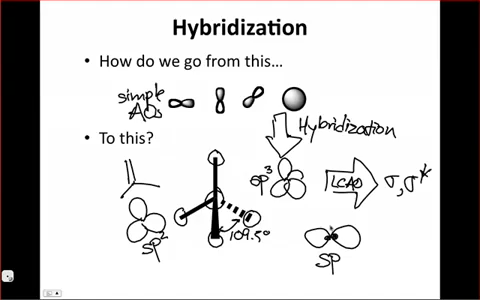 Hybridization
• How do we go from this...
simple
AOs
Hybridization
• To this?
sp³
LCAO
σ, σ*
109.5°
sp²
sp